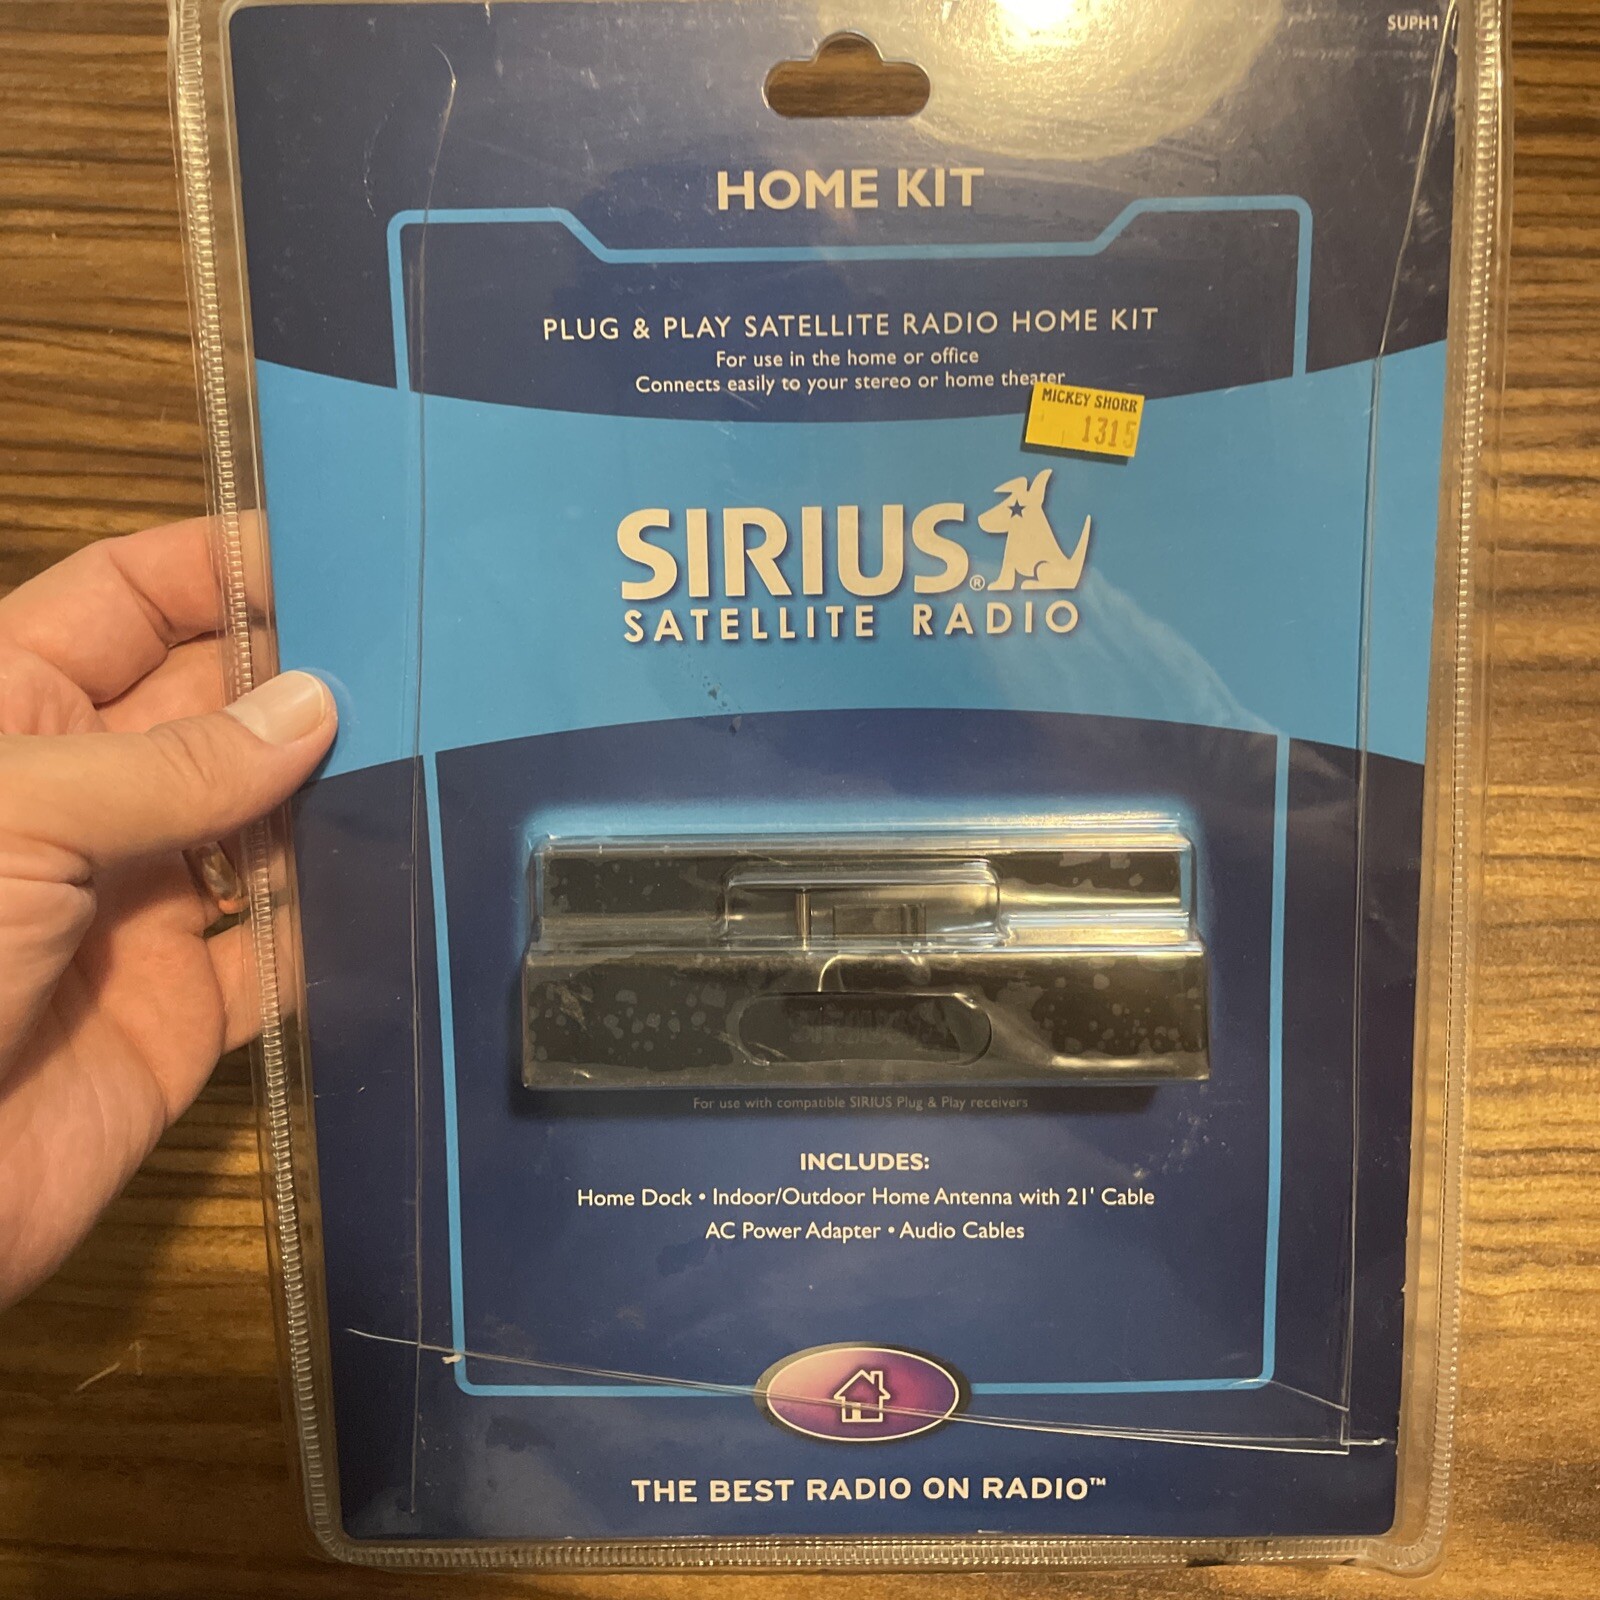 SUPH1
HOME KIT
PLUG & PLAY SATELLITE RADIO HOME KIT
For use in the home or office
Connects easily to your stereo or home theater
MICKEY SHORR
1315
SIRIUS®
SATELLITE RADIO
SIRIUS
For use with compatible SIRIUS Plug & Play receivers
INCLUDES:
Home Dock • Indoor/Outdoor Home Antenna with 21' Cable
AC Power Adapter • Audio Cables
THE BEST RADIO ON RADIO™